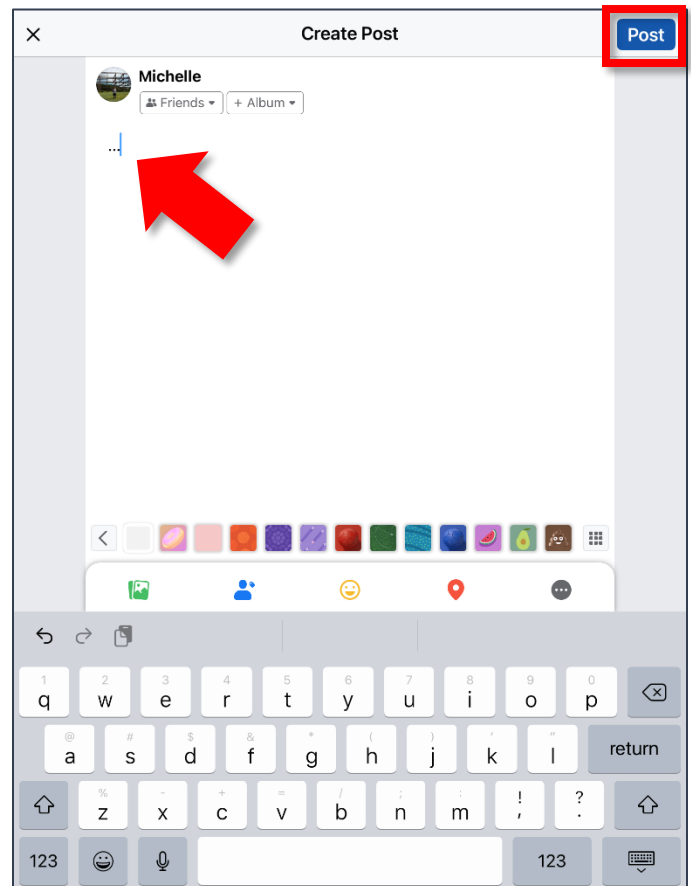 Create Post
Post
Michelle
Friends
+ Album
...
1 2 3 4 5 6 7 8 9 0
q w e r t y u i o p
@ # $ & * ( ) ' "
a s d f g h j k l return
% - + = / ; : ! ?
z x c v b n m , .
123 123